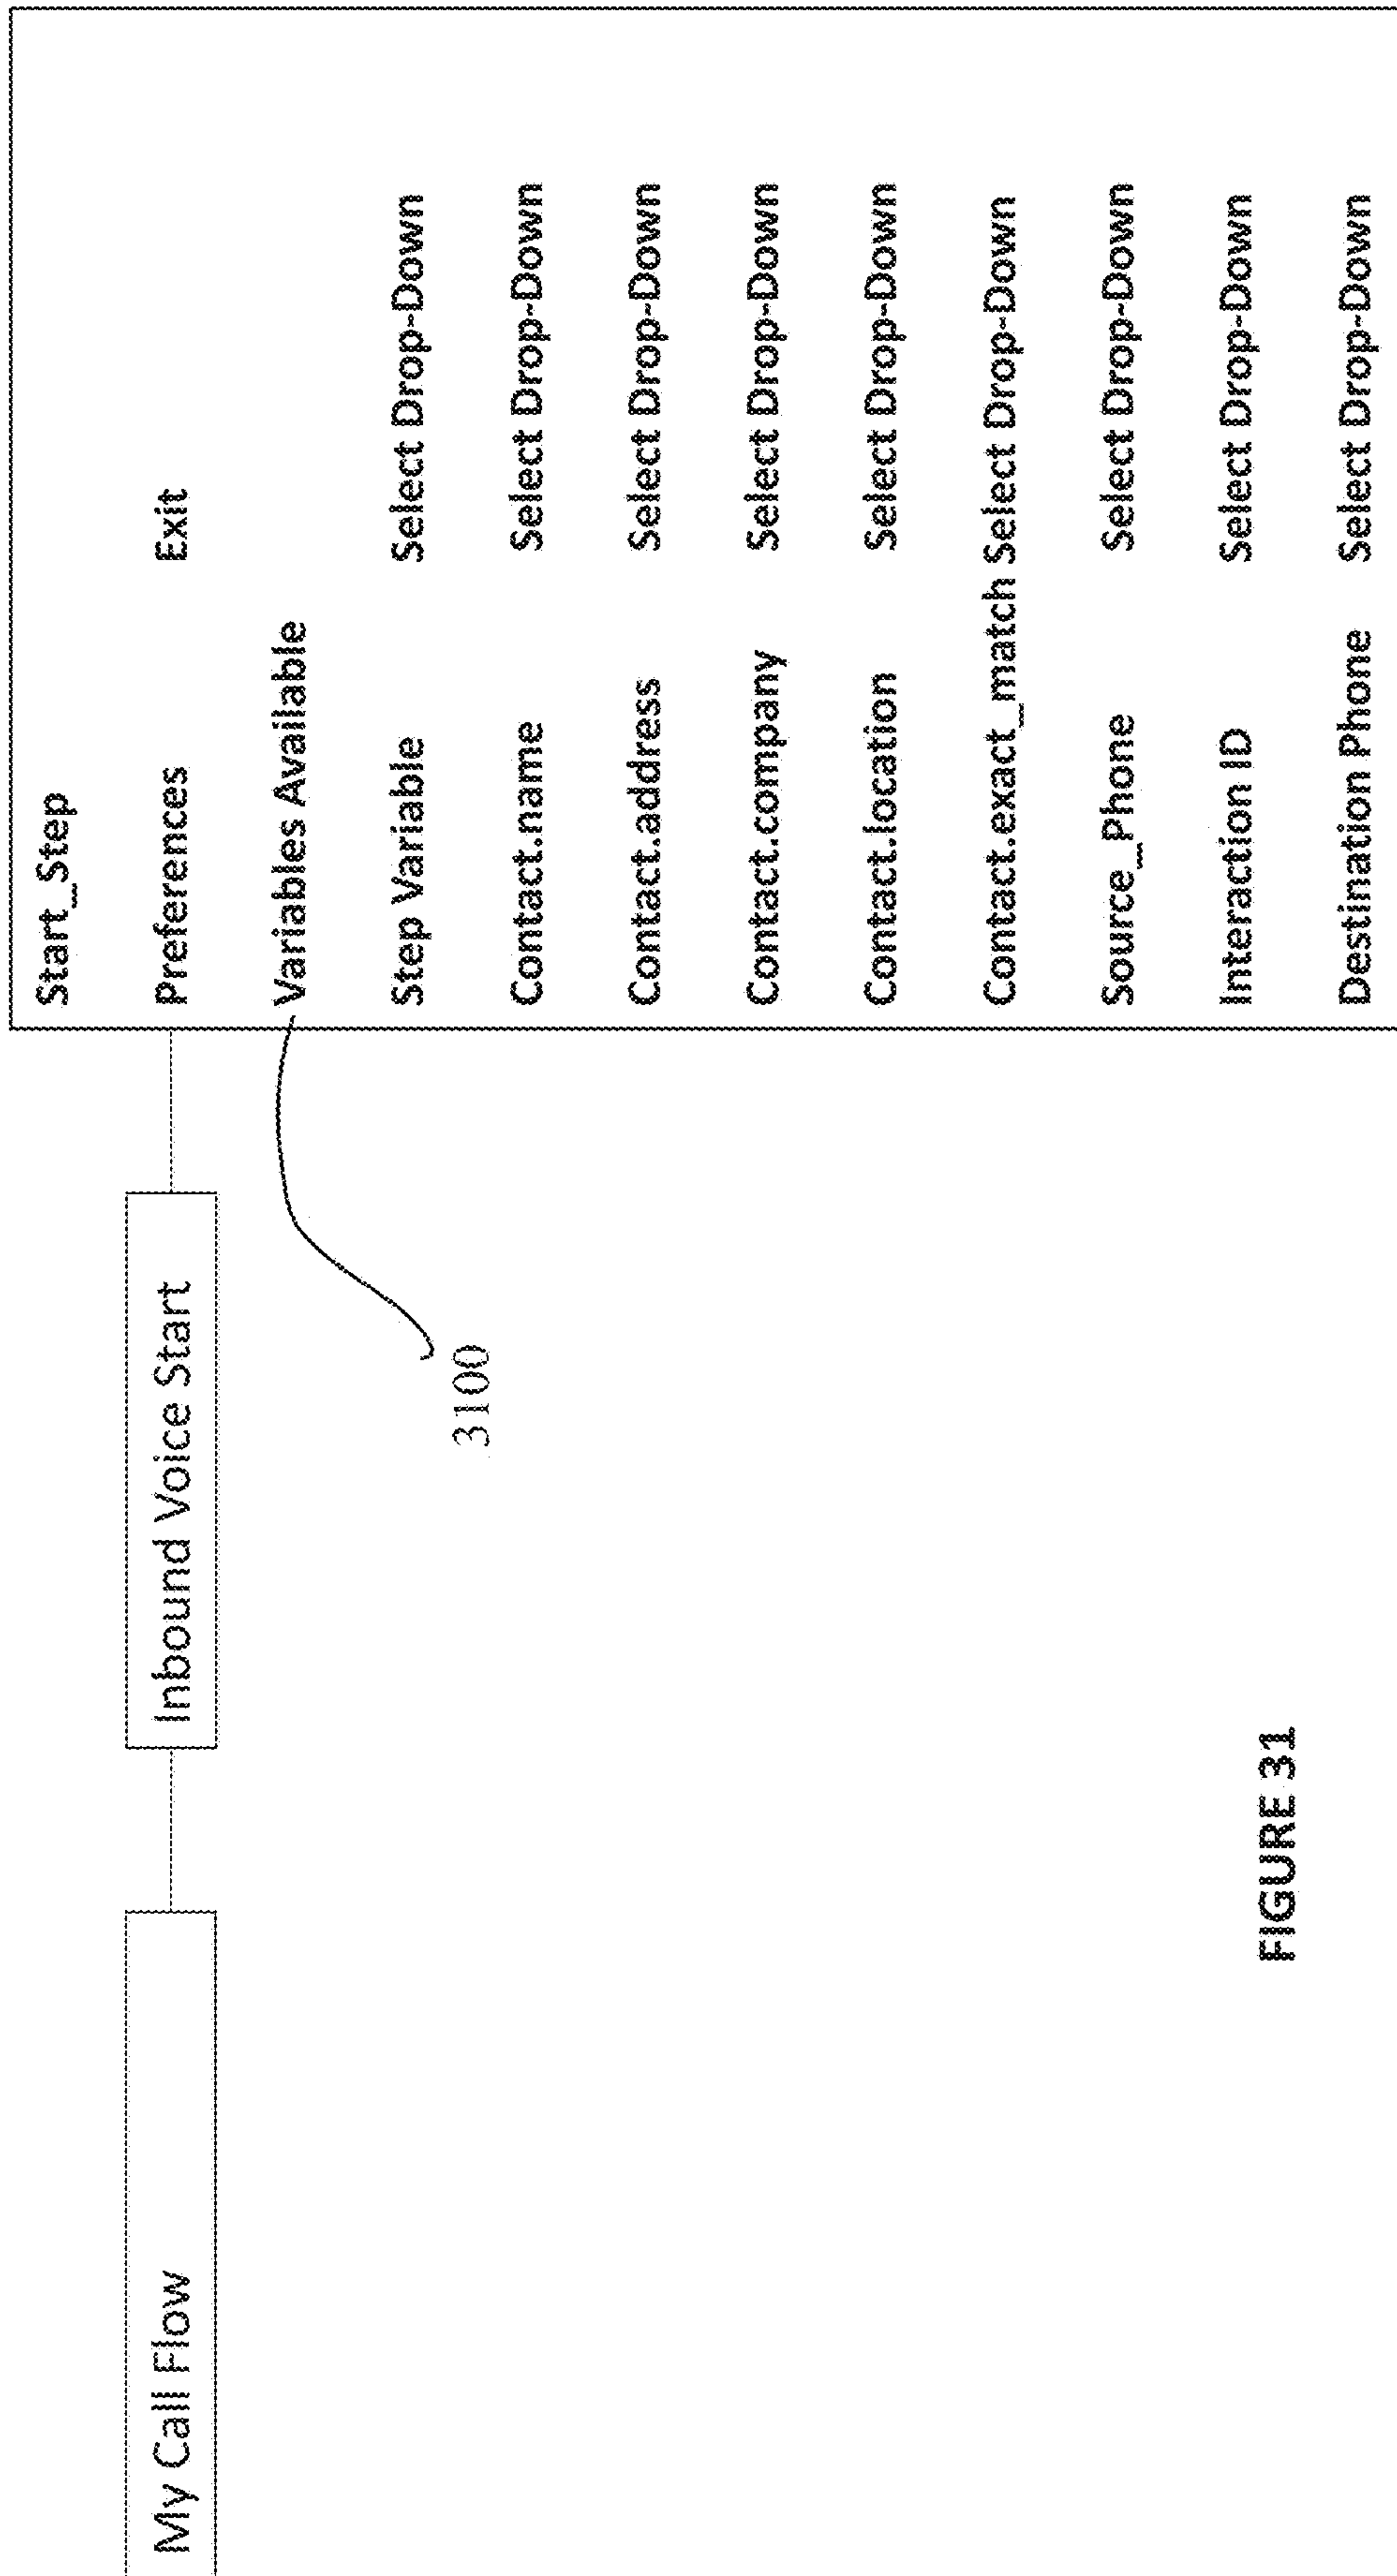 My Call Flow
Inbound Voice Start
Start_Step
Preferences Exit
Variables Available
Step Variable Select Drop-Down
Contact.name Select Drop-Down
Contact.address Select Drop-Down
Contact.company Select Drop-Down
Contact.location Select Drop-Down
Contact.exact_match Select Drop-Down
Source_Phone Select Drop-Down
Interaction ID Select Drop-Down
Destination Phone Select Drop-Down
3100
FIGURE 31